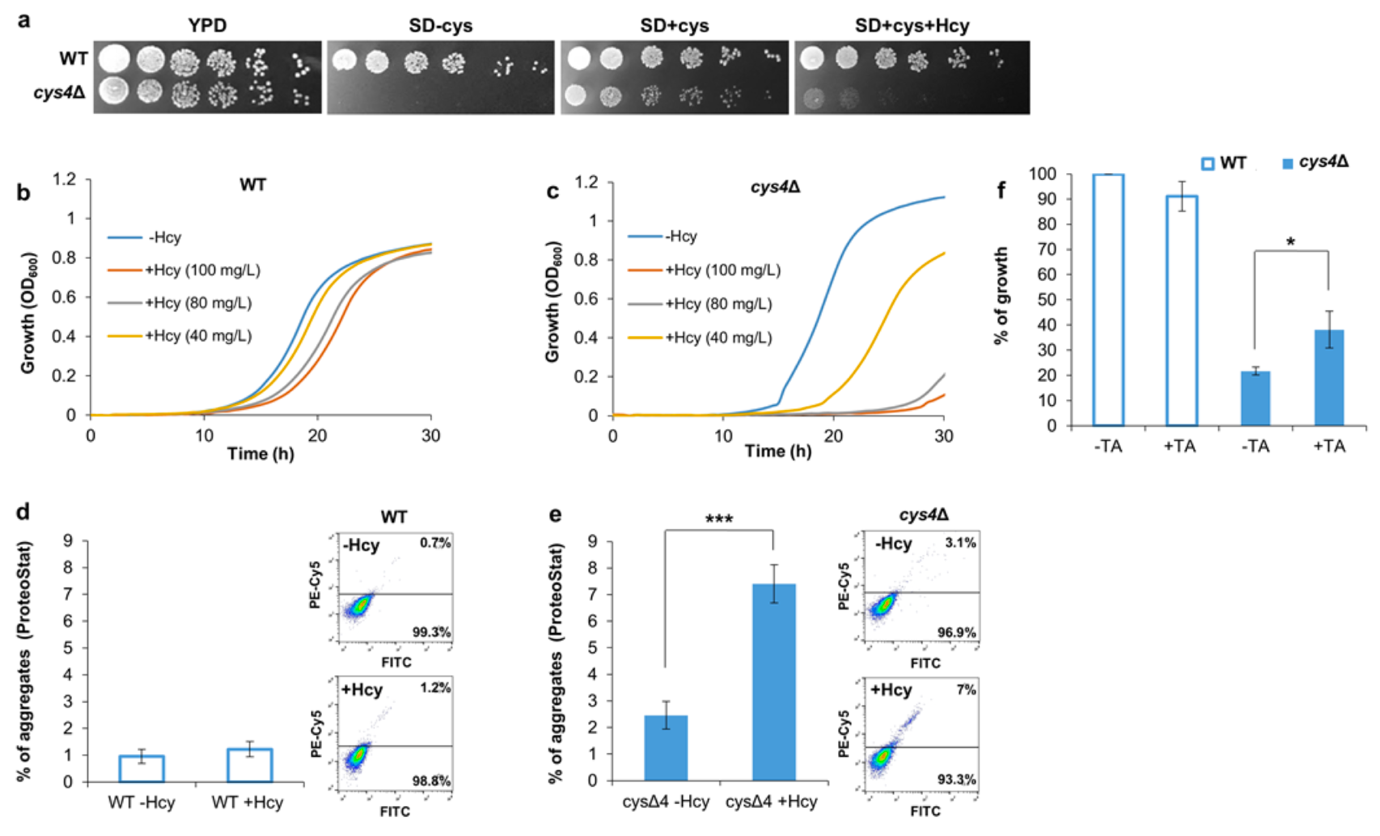 a
YPD
SD-cys
SD+cys
SD+cys+Hcy
WT
cys4Δ
b
WT
1.2
1
0.8
0.6
0.4
0.2
0
Growth (OD600)
-Hcy
+Hcy (100 mg/L)
+Hcy (80 mg/L)
+Hcy (40 mg/L)
0
10
20
30
Time (h)
c
cys4Δ
1.2
1
0.8
0.6
0.4
0.2
0
Growth (OD600)
-Hcy
+Hcy (100 mg/L)
+Hcy (80 mg/L)
+Hcy (40 mg/L)
0
10
20
30
Time (h)
f
WT
cys4Δ
100
90
80
70
60
50
40
30
20
10
0
% of growth
*
-TA
+TA
-TA
+TA
d
9
8
7
6
5
4
3
2
1
0
% of aggregates (ProteoStat)
WT -Hcy
WT +Hcy
WT
-Hcy
0.7%
99.3%
PE-Cy5
FITC
+Hcy
1.2%
98.8%
PE-Cy5
FITC
e
9
8
7
6
5
4
3
2
1
0
% of aggregates (ProteoStat)
***
cysΔ4 -Hcy
cysΔ4 +Hcy
cys4Δ
-Hcy
3.1%
96.9%
PE-Cy5
FITC
+Hcy
7%
93.3%
PE-Cy5
FITC